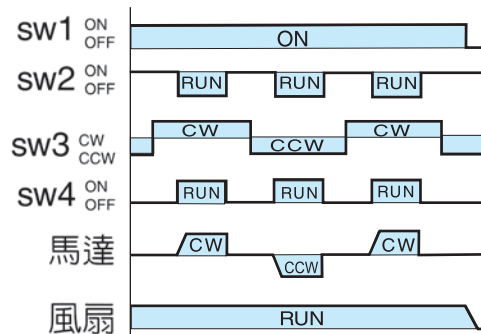 SW1 ON OFF ON
SW2 ON OFF RUN RUN RUN
SW3 CW CCW CW CCW CW
SW4 ON OFF RUN RUN RUN
馬達 CW CCW CW
風扇 RUN